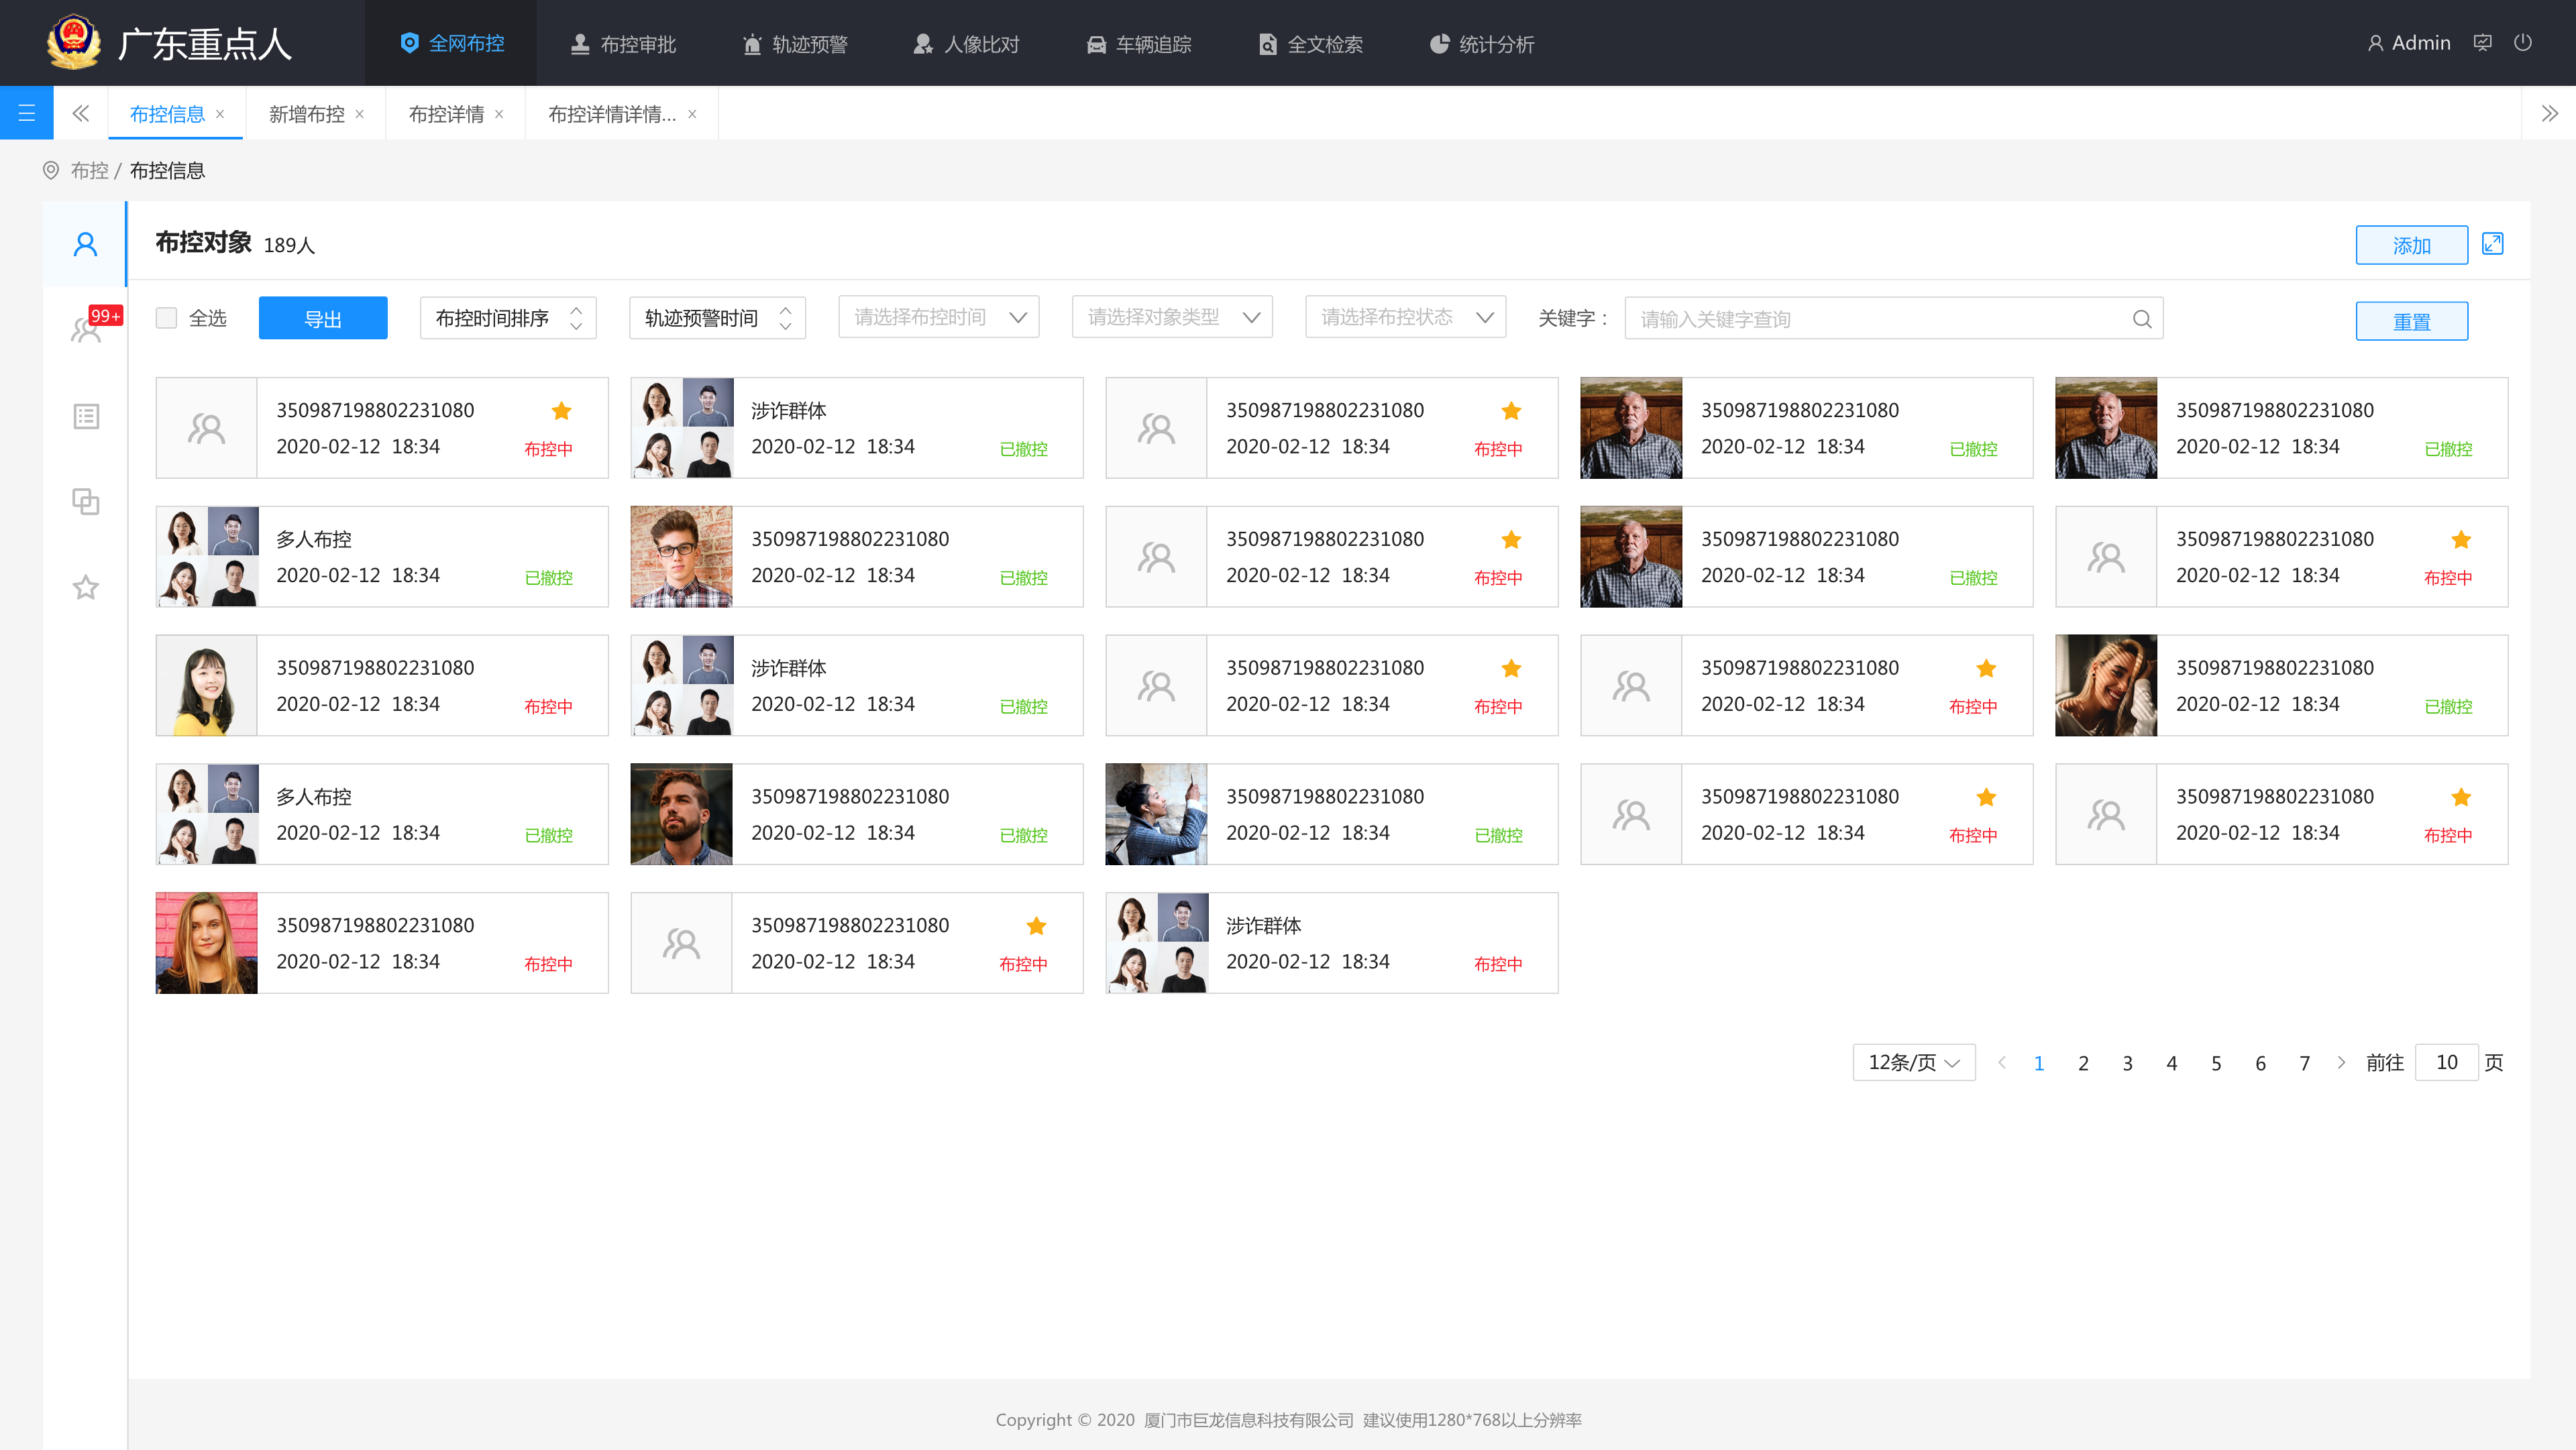 广东重点人 全网布控 布控审批 轨迹预警 人像比对 车辆追踪 全文检索 统计分析 Admin
布控信息 新增布控 布控详情 布控详情详情...
布控 / 布控信息
布控对象 189人 添加
99+
全选 导出 布控时间排序 轨迹预警时间 请选择布控时间 请选择对象类型 请选择布控状态 关键字： 请输入关键字查询 重置
350987198802231080 涉诈群体 350987198802231080 350987198802231080 350987198802231080
2020-02-12 18:34 布控中 2020-02-12 18:34 已撤控 2020-02-12 18:34 布控中 2020-02-12 18:34 已撤控 2020-02-12 18:34 已撤控
多人布控 350987198802231080 350987198802231080 350987198802231080 350987198802231080
2020-02-12 18:34 已撤控 2020-02-12 18:34 已撤控 2020-02-12 18:34 布控中 2020-02-12 18:34 已撤控 2020-02-12 18:34 布控中
350987198802231080 涉诈群体 350987198802231080 350987198802231080 350987198802231080
2020-02-12 18:34 布控中 2020-02-12 18:34 已撤控 2020-02-12 18:34 布控中 2020-02-12 18:34 布控中 2020-02-12 18:34 已撤控
多人布控 350987198802231080 350987198802231080 350987198802231080 350987198802231080
2020-02-12 18:34 已撤控 2020-02-12 18:34 已撤控 2020-02-12 18:34 已撤控 2020-02-12 18:34 布控中 2020-02-12 18:34 布控中
350987198802231080 350987198802231080 涉诈群体
2020-02-12 18:34 布控中 2020-02-12 18:34 布控中 2020-02-12 18:34 布控中
12条/页 1 2 3 4 5 6 7 前往 10 页
Copyright © 2020 厦门市巨龙信息科技有限公司 建议使用1280*768以上分辨率